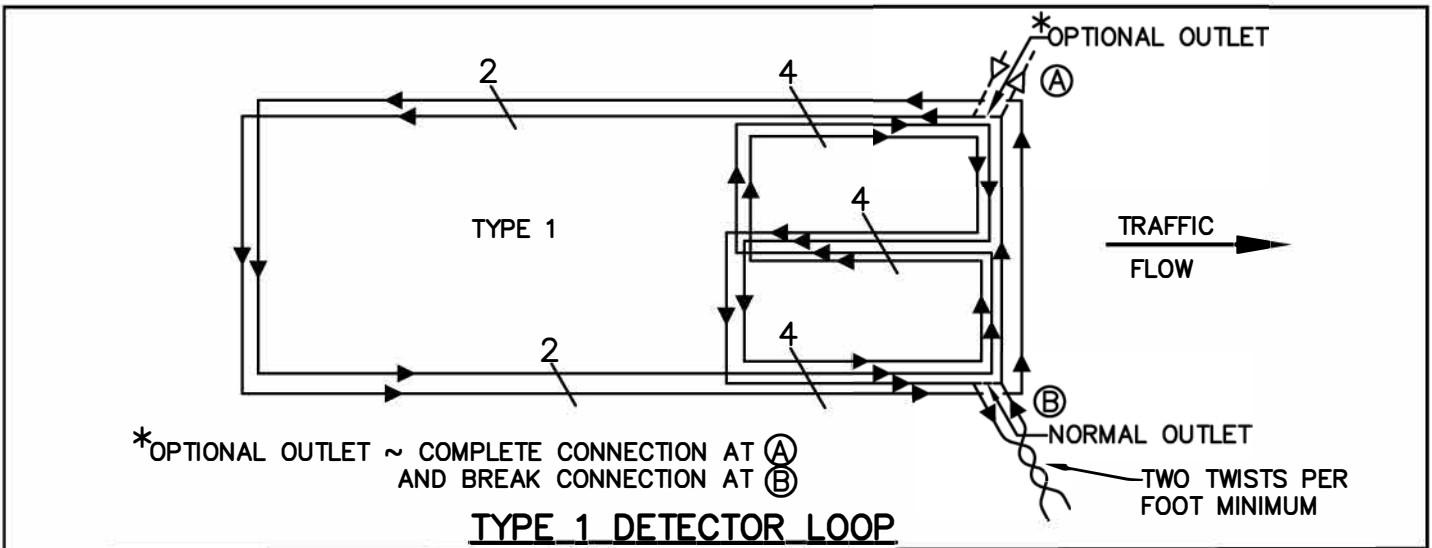 *OPTIONAL OUTLET
2
4
Ⓐ
4
TYPE 1
TRAFFIC
FLOW
2
4
Ⓑ
NORMAL OUTLET
*OPTIONAL OUTLET ~ COMPLETE CONNECTION AT Ⓐ
AND BREAK CONNECTION AT Ⓑ
TWO TWISTS PER
FOOT MINIMUM
TYPE 1 DETECTOR LOOP